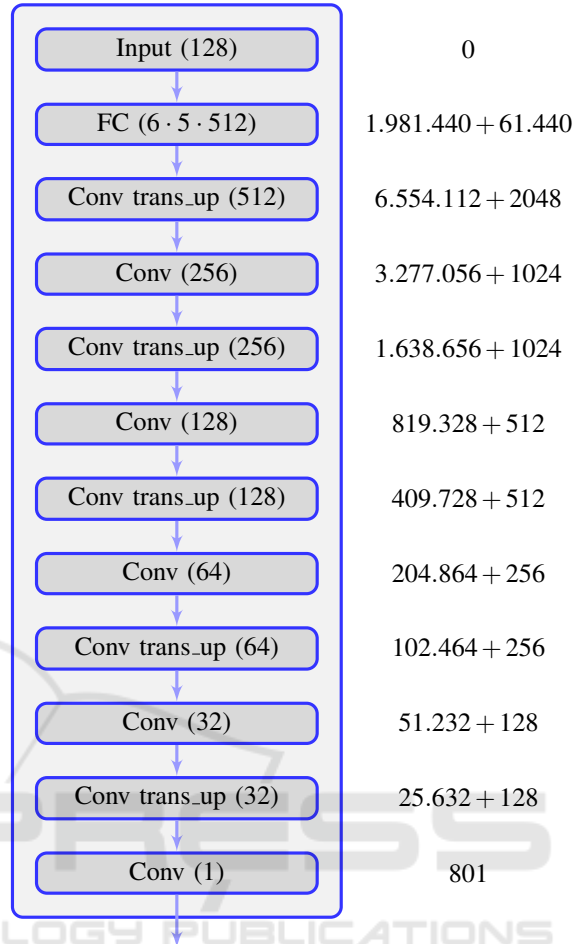 Input (128) 0
FC (6 · 5 · 512) 1.981.440 + 61.440
Conv trans_up (512) 6.554.112 + 2048
Conv (256) 3.277.056 + 1024
Conv trans_up (256) 1.638.656 + 1024
Conv (128) 819.328 + 512
Conv trans_up (128) 409.728 + 512
Conv (64) 204.864 + 256
Conv trans_up (64) 102.464 + 256
Conv (32) 51.232 + 128
Conv trans_up (32) 25.632 + 128
PRESS
Conv (1) 801
LOGY PUBLICATIONS